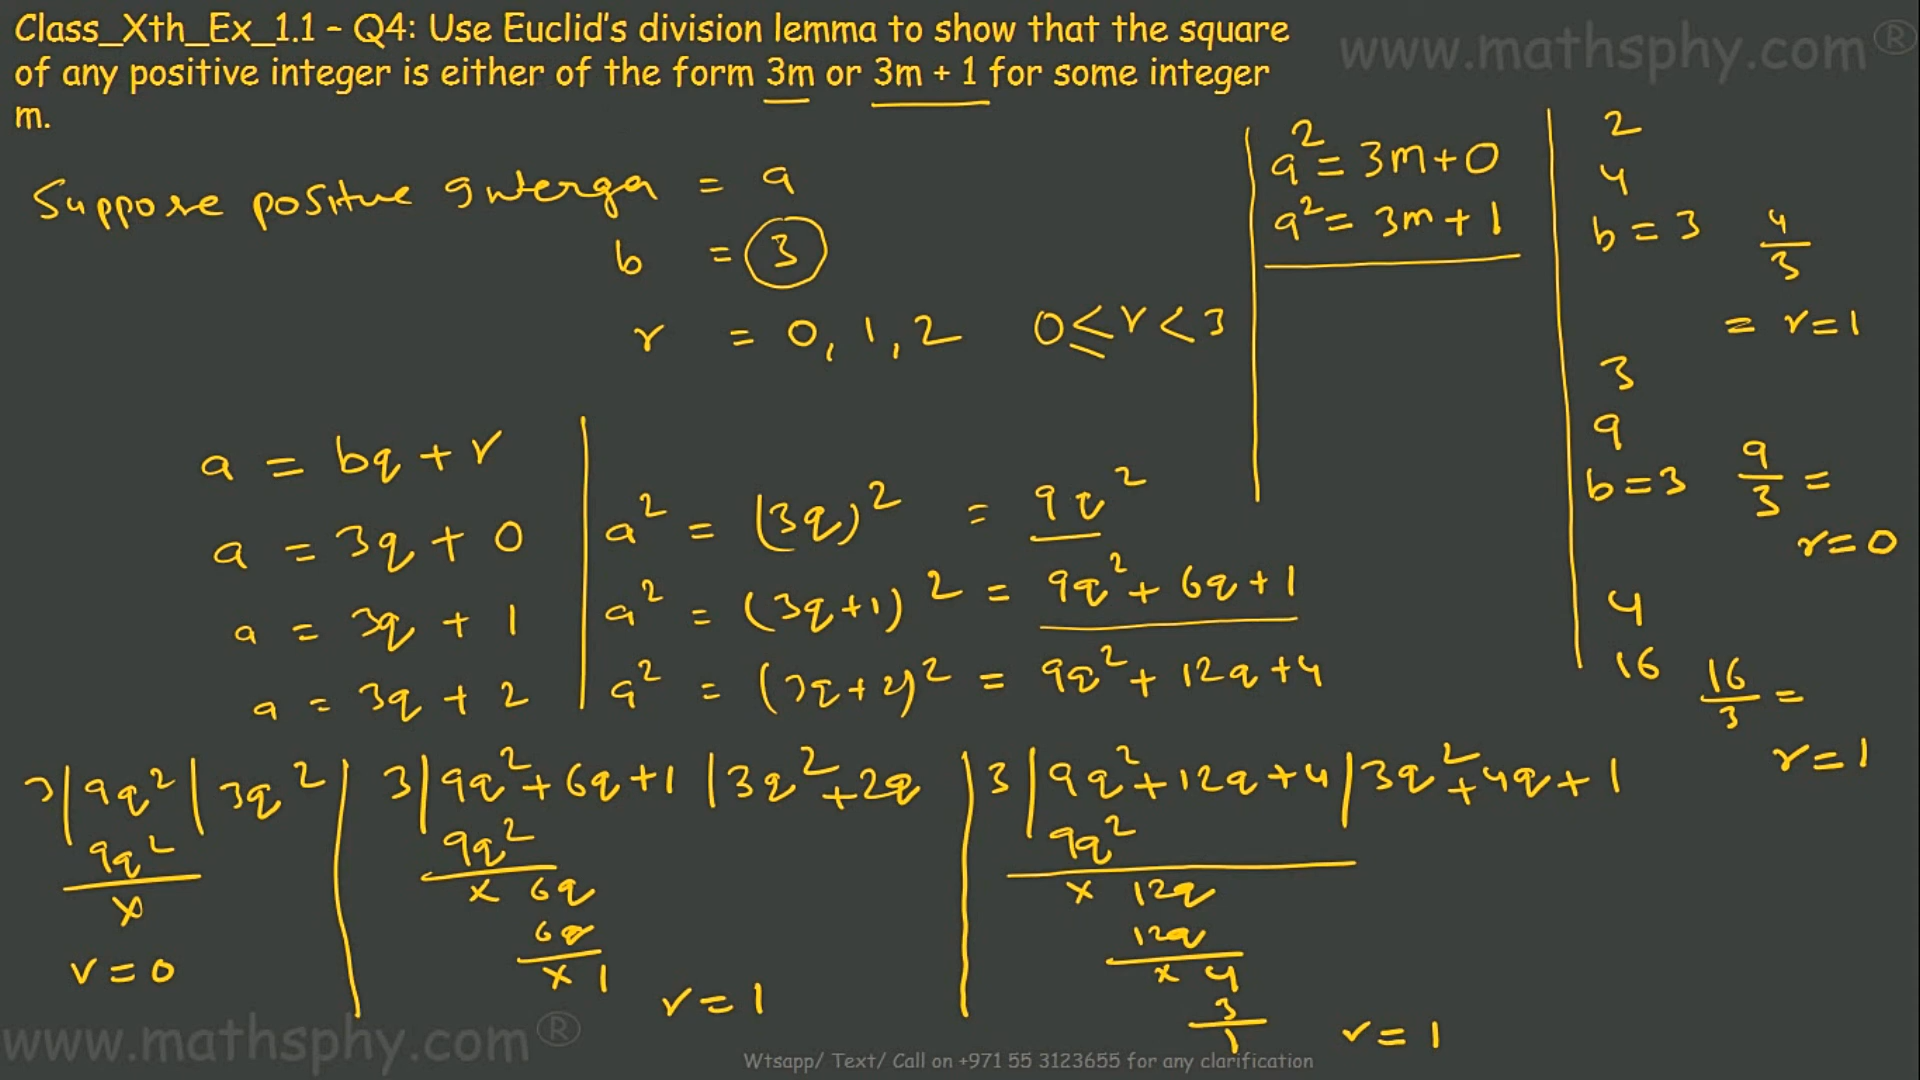 Class_Xth_Ex_1.1 – Q4: Use Euclid's division lemma to show that the square
of any positive integer is either of the form 3m or 3m + 1 for some integer
m.
www.mathsphy.com®
Suppose positive = a
b = 3
r = 0, 1, 2 0 ≤ r < 3
a² = 3m + 0
a² = 3m + 1
2
4
b = 3 4/3
= r = 1
3
9
b = 3 9/3 =
r = 0
4
16 16/3 =
r = 1
a = bq + r
a = 3q + 0
a = 3q + 1
a = 3q + 2
a² = (3q)² = 9q²
a² = (3q+1)² = 9q² + 6q + 1
a² = (3q+2)² = 9q² + 12q + 4
3|9q²|3q²
9q²
x
r = 0
3|9q² + 6q + 1|3q² + 2q
9q²
x 6q
6q
x 1
r = 1
3|9q² + 12q + 4|3q² + 4q + 1
9q²
x 12q
12q
x 4
3
1
r = 1
www.mathsphy.com®
Wtsapp/ Text/ Call on +971 55 3123655 for any clarification